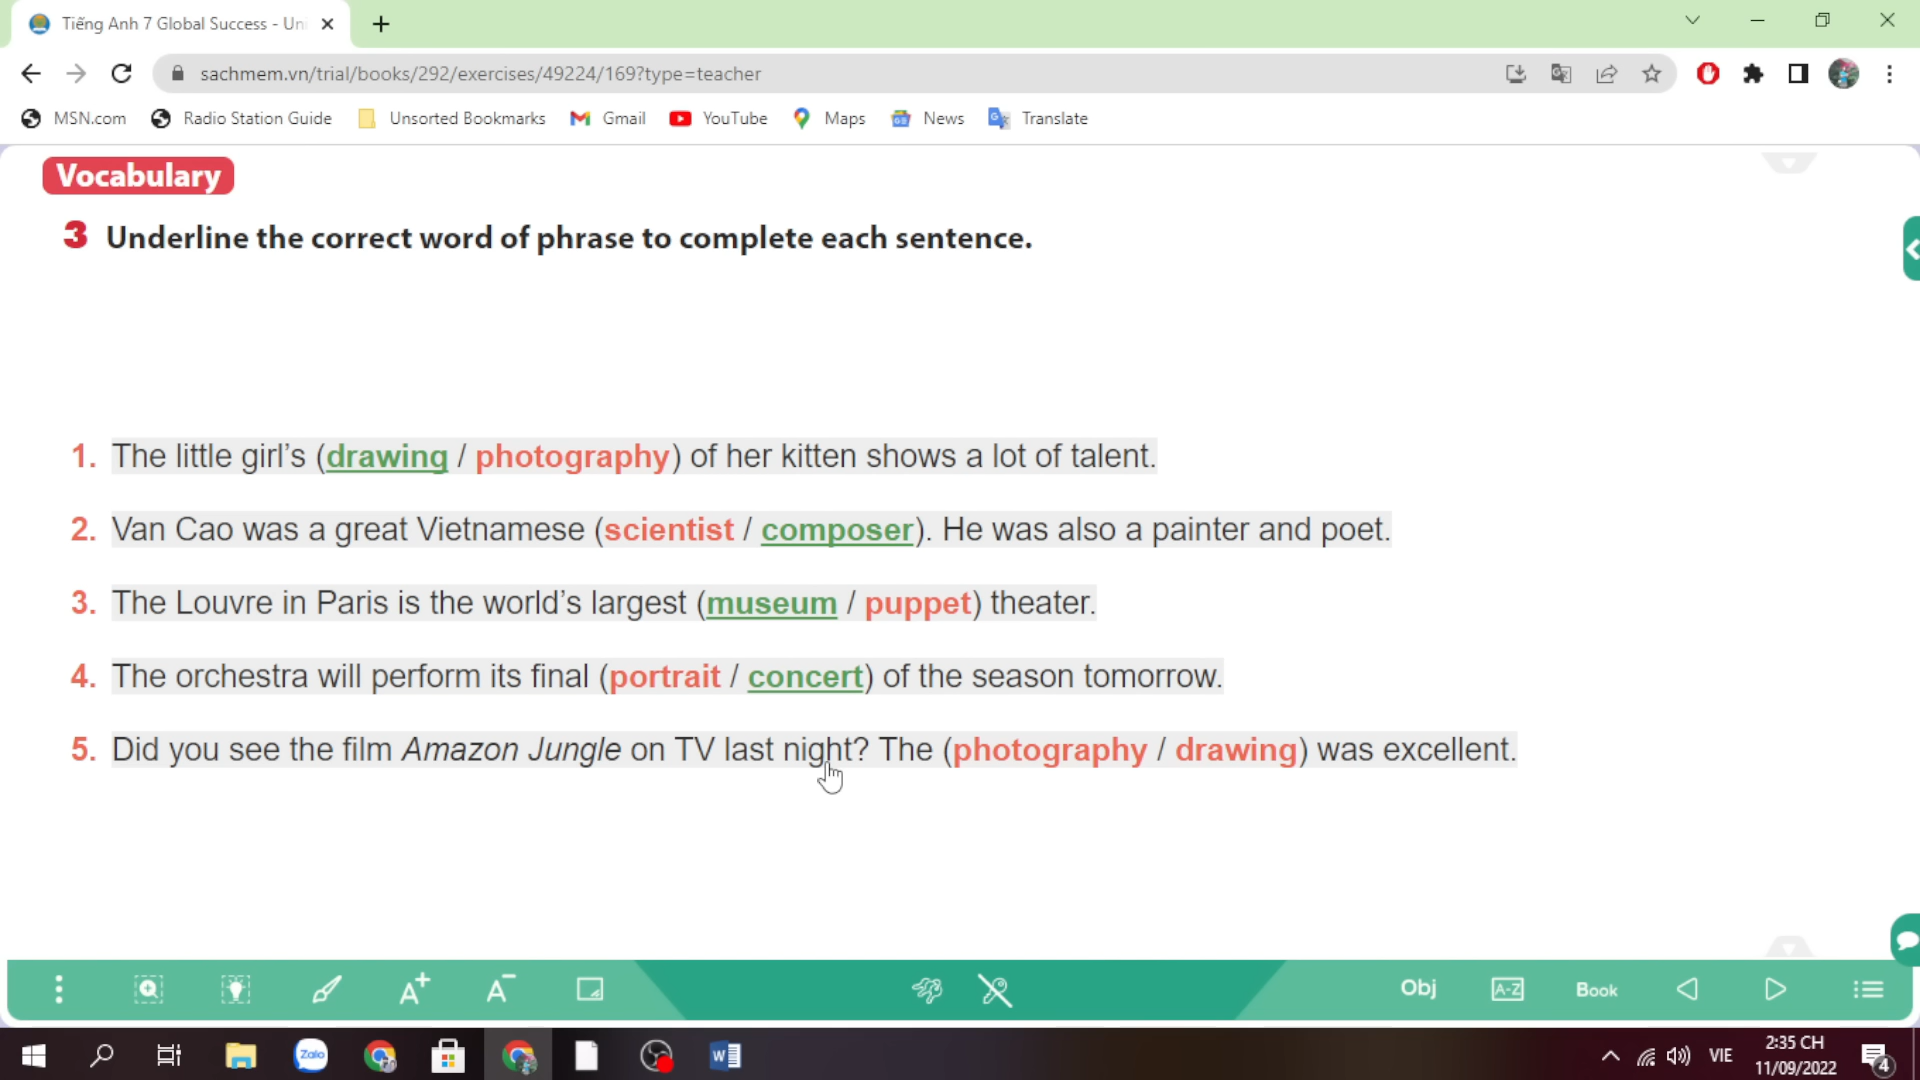 Tiếng Anh 7 Global Success - Uni
sachmem.vn/trial/books/292/exercises/49224/169?type=teacher
MSN.com Radio Station Guide Unsorted Bookmarks Gmail YouTube Maps News Translate
Vocabulary
3 Underline the correct word of phrase to complete each sentence.
1. The little girl’s (drawing / photography) of her kitten shows a lot of talent.
2. Van Cao was a great Vietnamese (scientist / composer). He was also a painter and poet.
3. The Louvre in Paris is the world’s largest (museum / puppet) theater.
4. The orchestra will perform its final (portrait / concert) of the season tomorrow.
5. Did you see the film Amazon Jungle on TV last night? The (photography / drawing) was excellent.
A+ A- Obj A-Z Book
Zalo W VIE 2:35 CH
11/09/2022 4